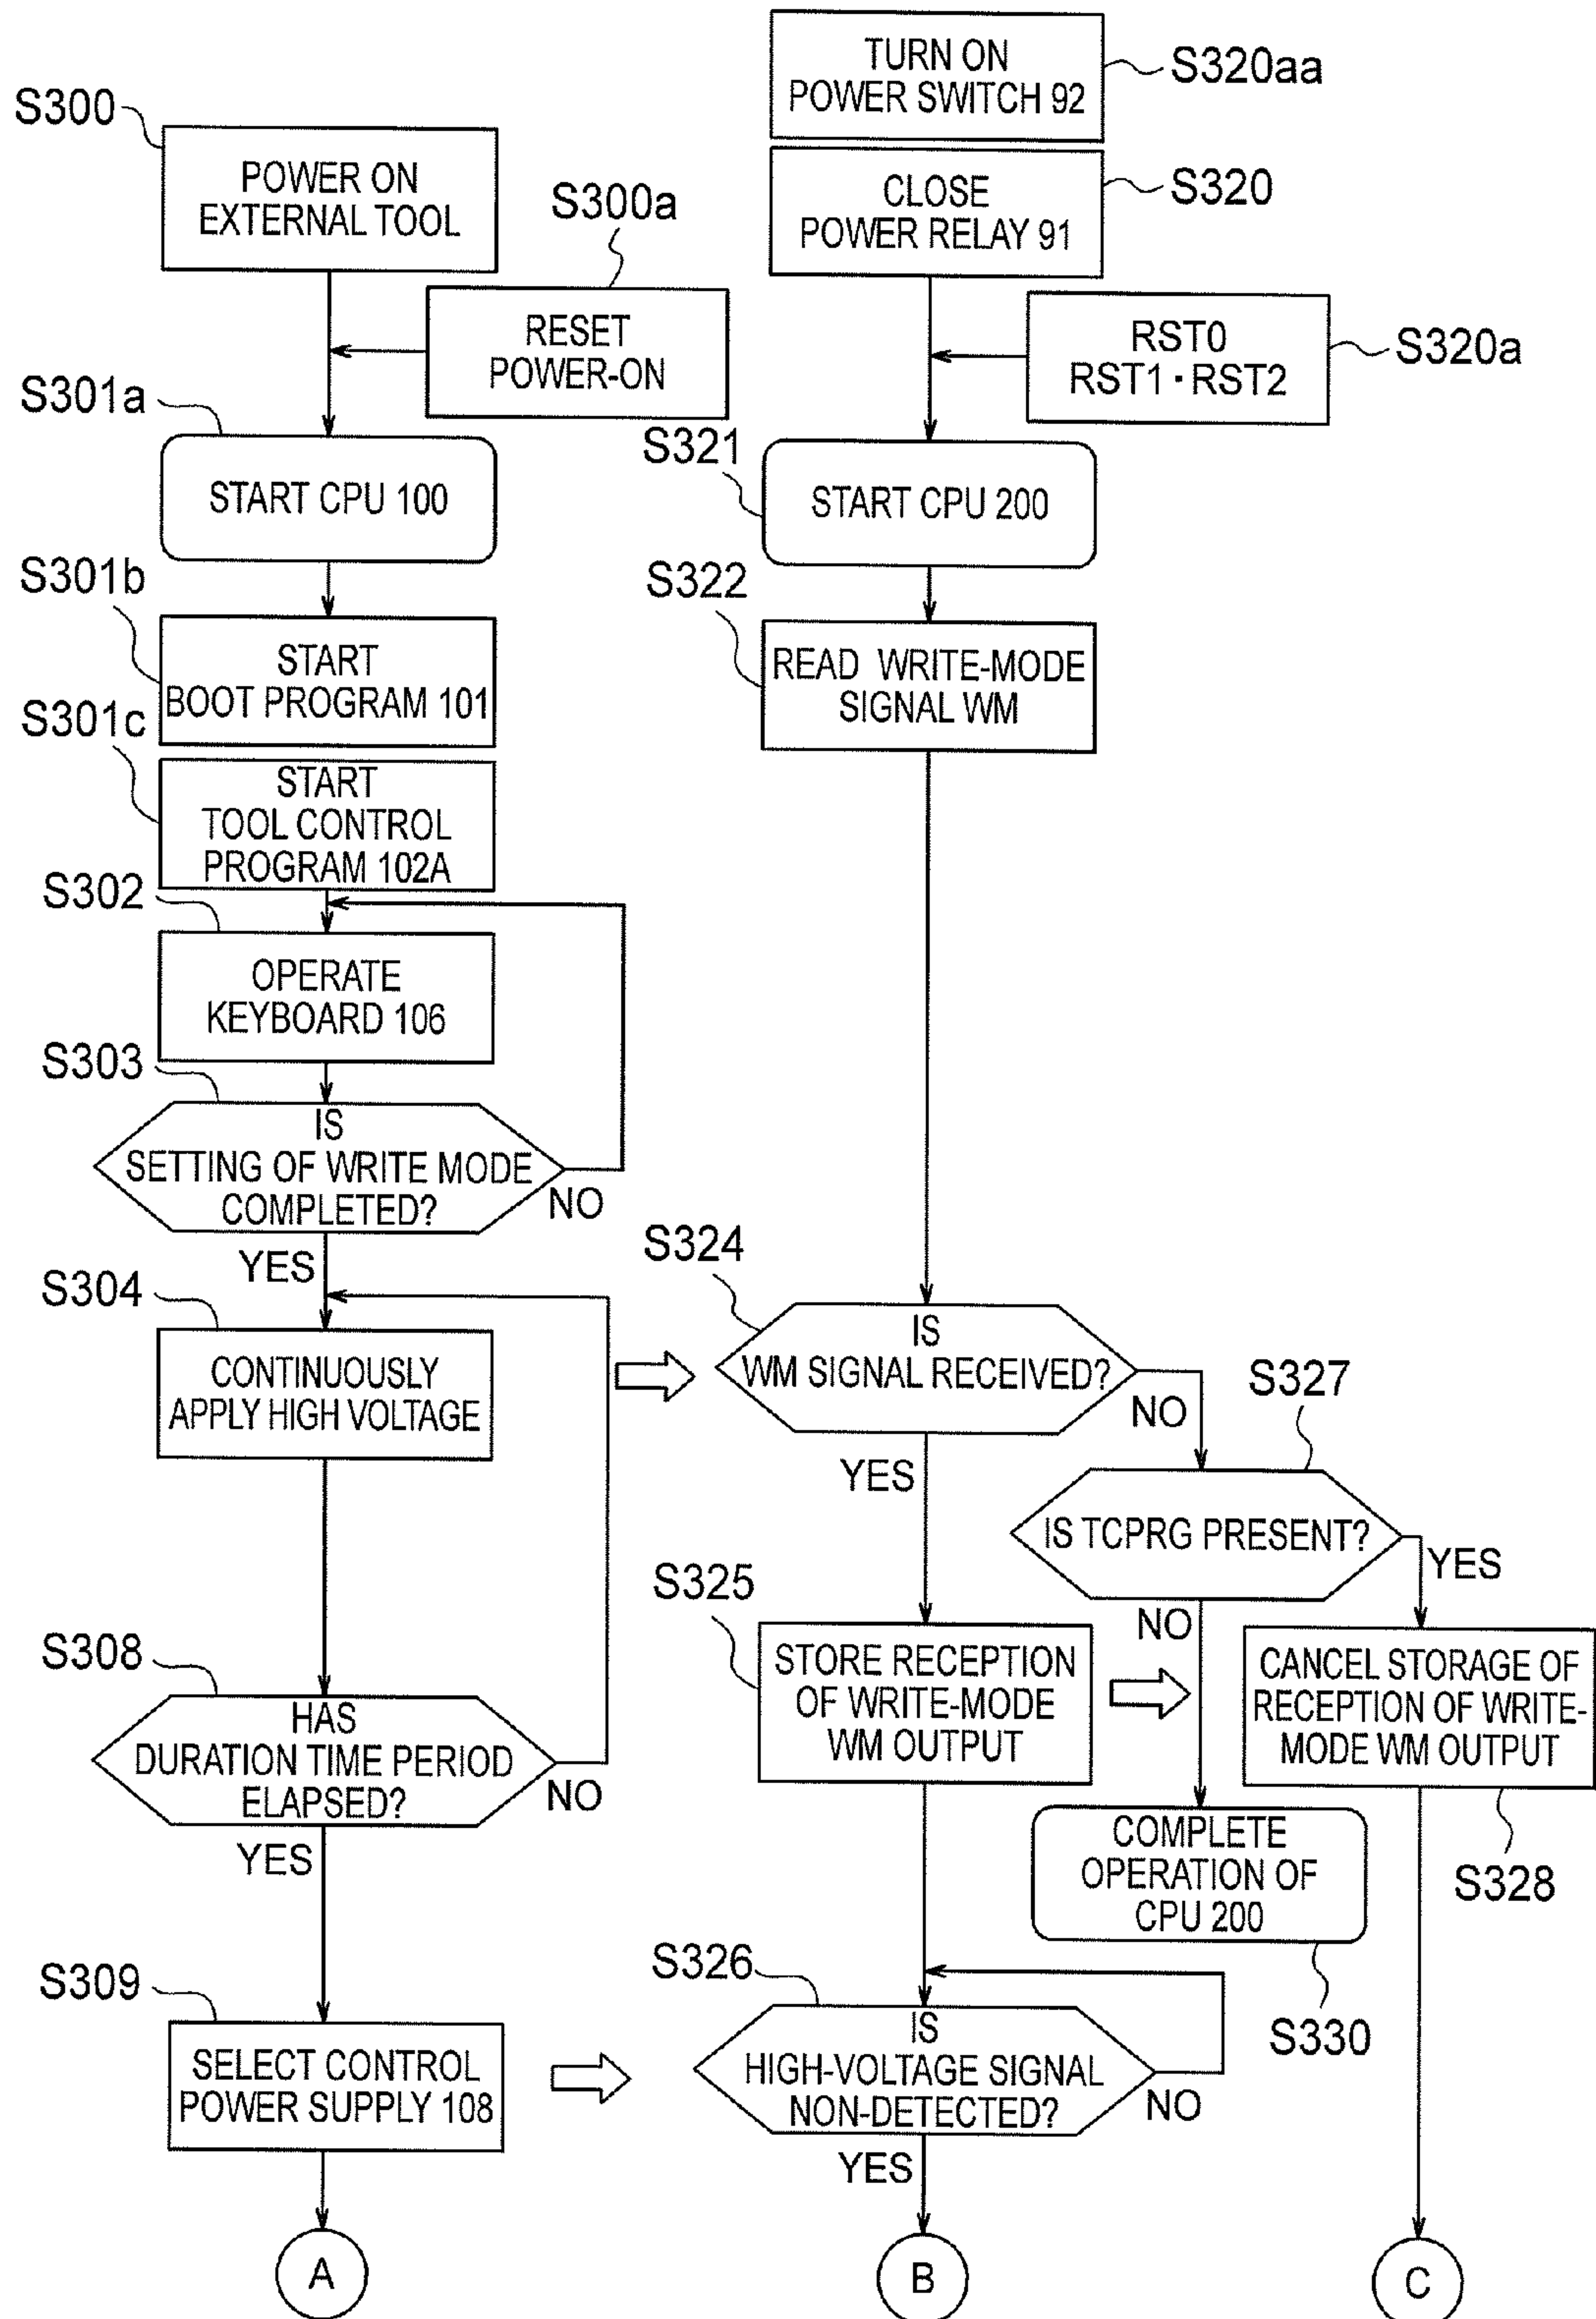 S300
POWER ON
EXTERNAL TOOL
S300a
RESET
POWER-ON
S301a
START CPU 100
S301b
START
BOOT PROGRAM 101
S301c
START
TOOL CONTROL
PROGRAM 102A
S302
OPERATE
KEYBOARD 106
S303
IS
SETTING OF WRITE MODE
COMPLETED?
NO
YES
S304
CONTINUOUSLY
APPLY HIGH VOLTAGE
S308
HAS
DURATION TIME PERIOD
ELAPSED?
NO
YES
S309
SELECT CONTROL
POWER SUPPLY 108
A
TURN ON
POWER SWITCH 92
S320aa
CLOSE
POWER RELAY 91
S320
RST0
RST1・RST2
S320a
S321
START CPU 200
S322
READ WRITE-MODE
SIGNAL WM
S324
IS
WM SIGNAL RECEIVED?
NO
YES
S327
IS TCPRG PRESENT?
YES
NO
S325
STORE RECEPTION
OF WRITE-MODE
WM OUTPUT
CANCEL STORAGE OF
RECEPTION OF WRITE-
MODE WM OUTPUT
S328
COMPLETE
OPERATION OF
CPU 200
S330
S326
IS
HIGH-VOLTAGE SIGNAL
NON-DETECTED?
NO
YES
B
C